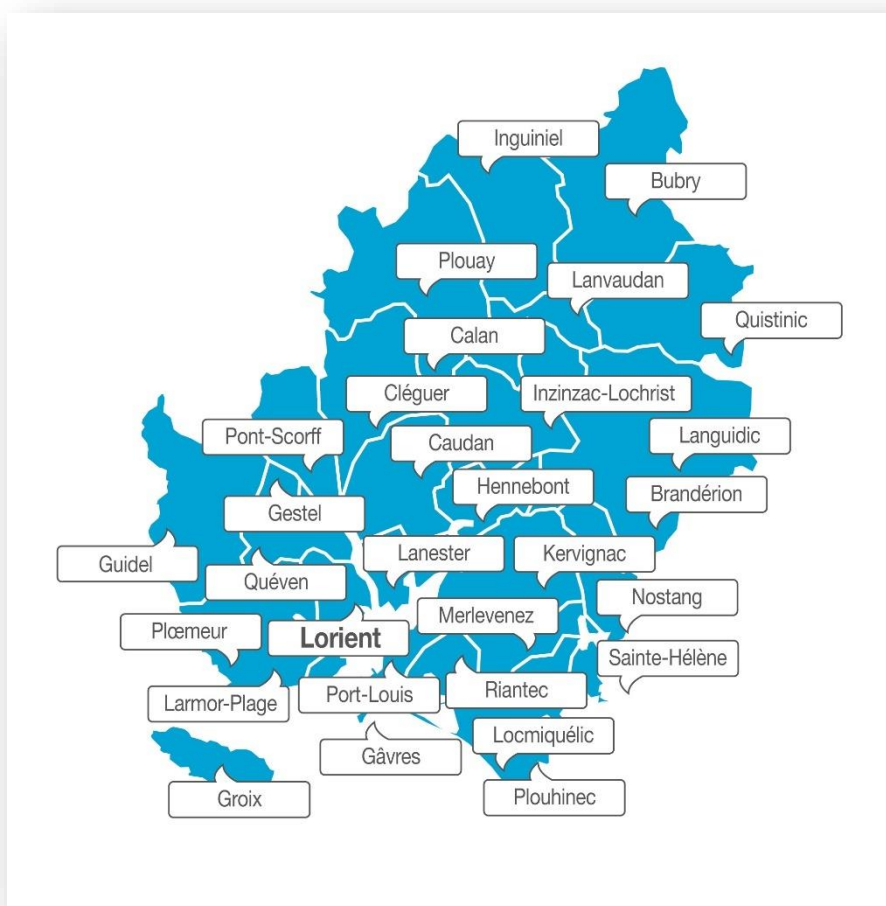 Inguiniel
Bubry
Plouay
Lanvaudan
Quistinic
Calan
Cléguer
Inzinzac-Lochrist
Pont-Scorff
Caudan
Languidic
Hennebont
Brandérion
Gestel
Guidel
Quéven
Lanester
Kervignac
Nostang
Plœmeur
Lorient
Merlevenez
Sainte-Hélène
Larmor-Plage
Port-Louis
Riantec
Locmiquélic
Gâvres
Groix
Plouhinec